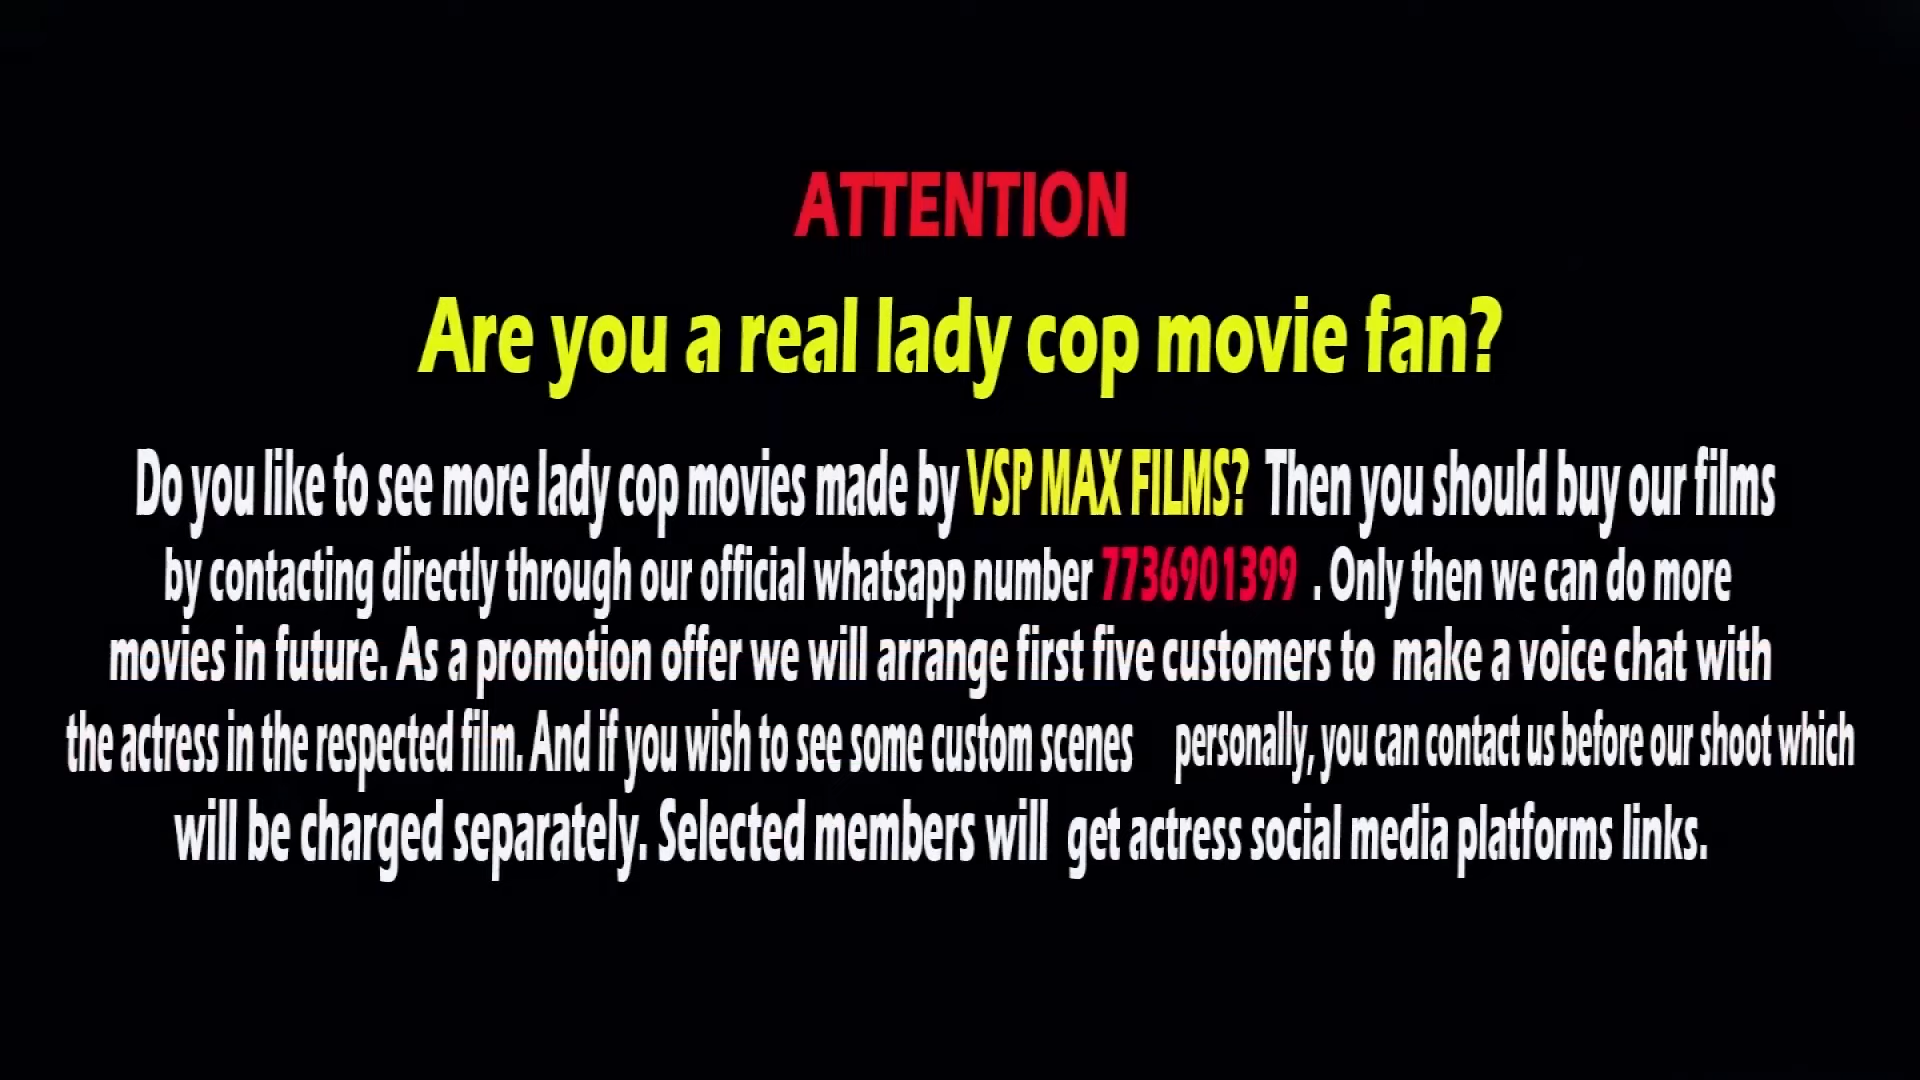 ATTENTION
Are you a real lady cop movie fan?
Do you like to see more lady cop movies made by VSP MAX FILMS? Then you should buy our films
by contacting directly through our official whatsapp number 7736901399 . Only then we can do more
movies in future. As a promotion offer we will arrange first five customers to make a voice chat with
the actress in the respected film. And if you wish to see some custom scenes personally, you can contact us before our shoot which
will be charged separately. Selected members will get actress social media platforms links.